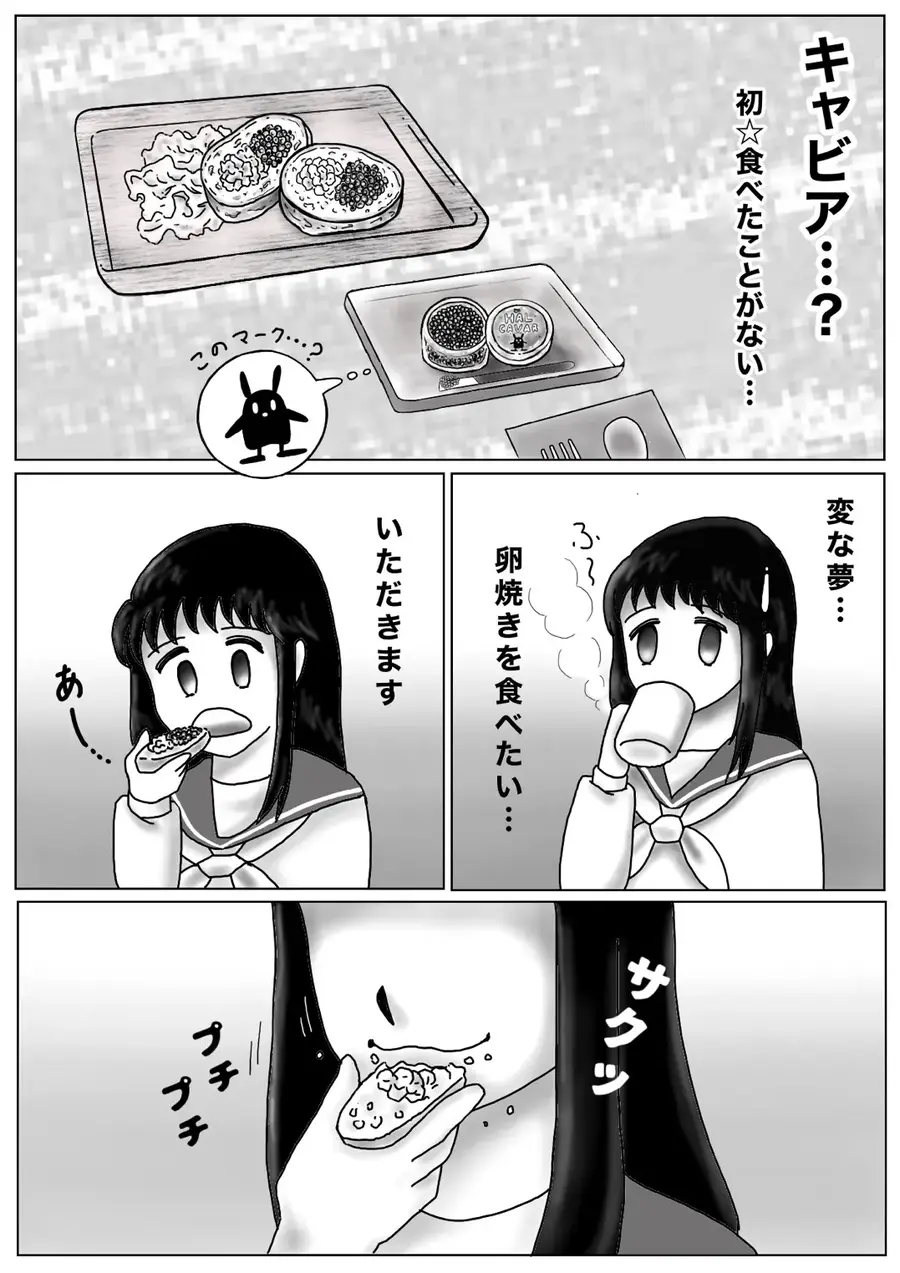 キャビア…?
初☆食べたことがない…
HAL
CAVAR
このマーク…?
変な夢…
ふ〜
卵焼きを食べたい…
いただきます
あー…
サクッ
プチ
プチ